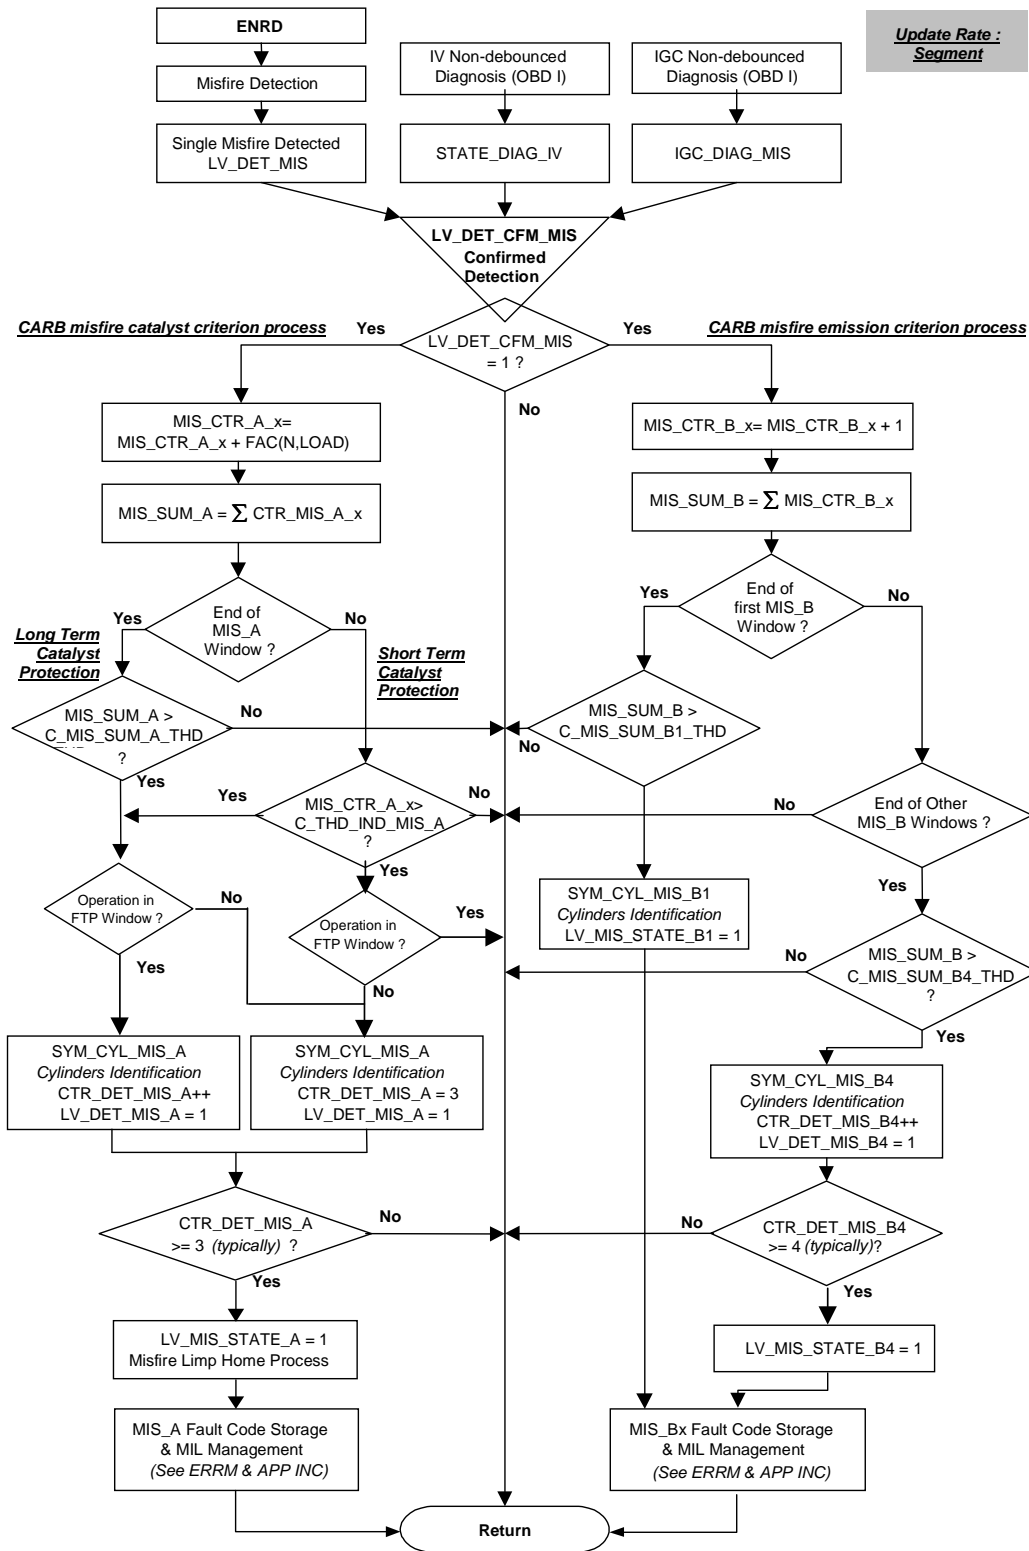 ENRD
Update Rate :
Segment
Misfire Detection
IV Non-debounced
Diagnosis (OBD I)
IGC Non-debounced
Diagnosis (OBD I)
Single Misfire Detected
LV_DET_MIS
STATE_DIAG_IV
IGC_DIAG_MIS
LV_DET_CFM_MIS
Confirmed
Detection
CARB misfire catalyst criterion process
Yes
LV_DET_CFM_MIS
= 1 ?
Yes
CARB misfire emission criterion process
No
MIS_CTR_A_x=
MIS_CTR_A_x + FAC(N,LOAD)
MIS_CTR_B_x= MIS_CTR_B_x + 1
MIS_SUM_A = Σ CTR_MIS_A_x
MIS_SUM_B = Σ MIS_CTR_B_x
Yes
End of
MIS_A
Window ?
No
Yes
End of
first MIS_B
Window ?
No
Long Term
Catalyst
Protection
Short Term
Catalyst
Protection
MIS_SUM_A >
C_MIS_SUM_A_THD
?
No
MIS_SUM_B >
C_MIS_SUM_B1_THD
No
Yes
Yes
MIS_CTR_A_x>
C_THD_IND_MIS_A
?
No
No
End of Other
MIS_B Windows ?
Yes
Yes
Operation in
FTP Window ?
No
Operation in
FTP Window ?
Yes
SYM_CYL_MIS_B1
Cylinders Identification
LV_MIS_STATE_B1 = 1
Yes
No
No
MIS_SUM_B >
C_MIS_SUM_B4_THD
?
Yes
SYM_CYL_MIS_A
Cylinders Identification
CTR_DET_MIS_A++
LV_DET_MIS_A = 1
SYM_CYL_MIS_A
Cylinders Identification
CTR_DET_MIS_A = 3
LV_DET_MIS_A = 1
SYM_CYL_MIS_B4
Cylinders Identification
CTR_DET_MIS_B4++
LV_DET_MIS_B4 = 1
CTR_DET_MIS_A
>= 3 (typically) ?
No
No
CTR_DET_MIS_B4
>= 4 (typically)?
Yes
Yes
LV_MIS_STATE_A = 1
Misfire Limp Home Process
LV_MIS_STATE_B4 = 1
MIS_A Fault Code Storage
& MIL Management
(See ERRM & APP INC)
MIS_Bx Fault Code Storage
& MIL Management
(See ERRM & APP INC)
Return